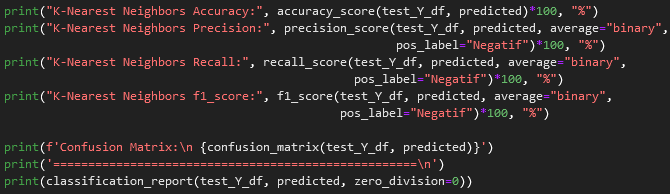 print("K-Nearest Neighbors Accuracy:", accuracy_score(test_Y_df, predicted)*100, "%")
print("K-Nearest Neighbors Precision:", precision_score(test_Y_df, predicted, average="binary",
pos_label="Negatif")*100, "%")
print("K-Nearest Neighbors Recall:", recall_score(test_Y_df, predicted, average="binary",
pos_label="Negatif")*100, "%")
print("K-Nearest Neighbors f1_score:", f1_score(test_Y_df, predicted, average="binary",
pos_label="Negatif")*100, "%")
print(f'Confusion Matrix:\n {confusion_matrix(test_Y_df, predicted)}')
print('====================================================\n')
print(classification_report(test_Y_df, predicted, zero_division=0))